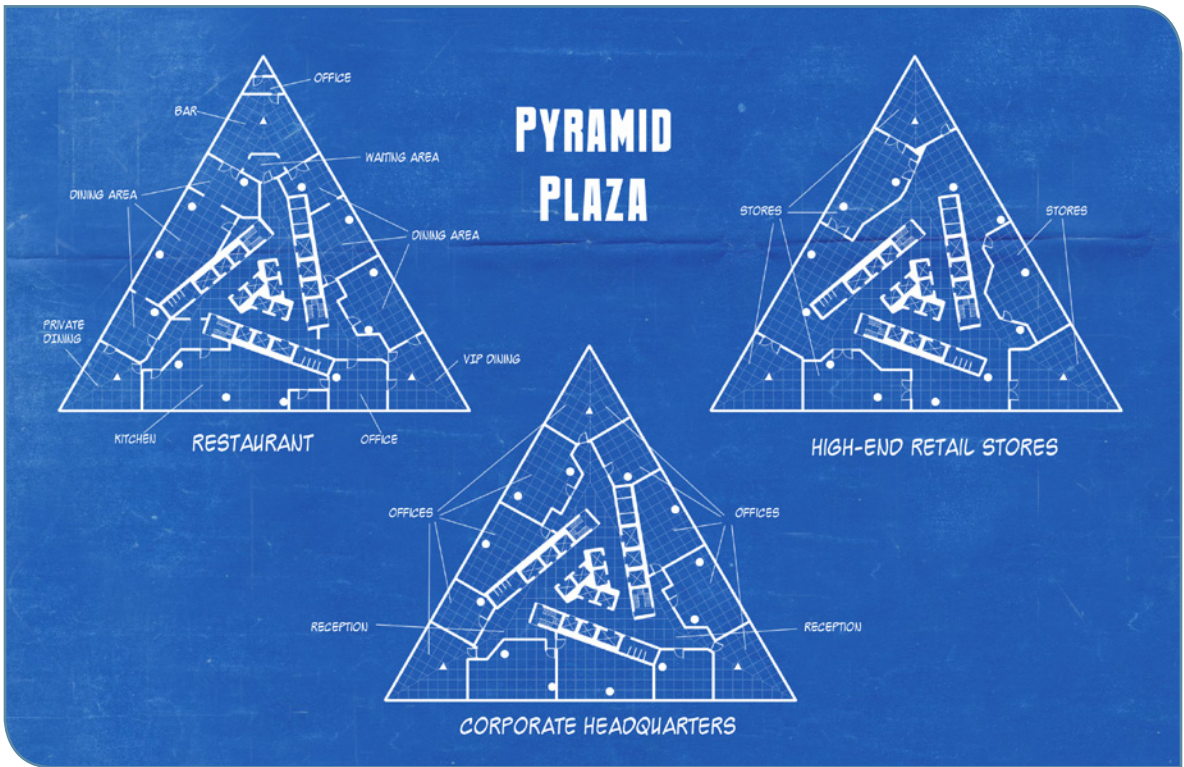 PYRAMID
PLAZA
OFFICE
BAR
WAITING AREA
DINING AREA
DINING AREA
PRIVATE
DINING
VIP DINING
KITCHEN
OFFICE
RESTAURANT
STORES
STORES
HIGH-END RETAIL STORES
OFFICES
OFFICES
RECEPTION
RECEPTION
CORPORATE HEADQUARTERS